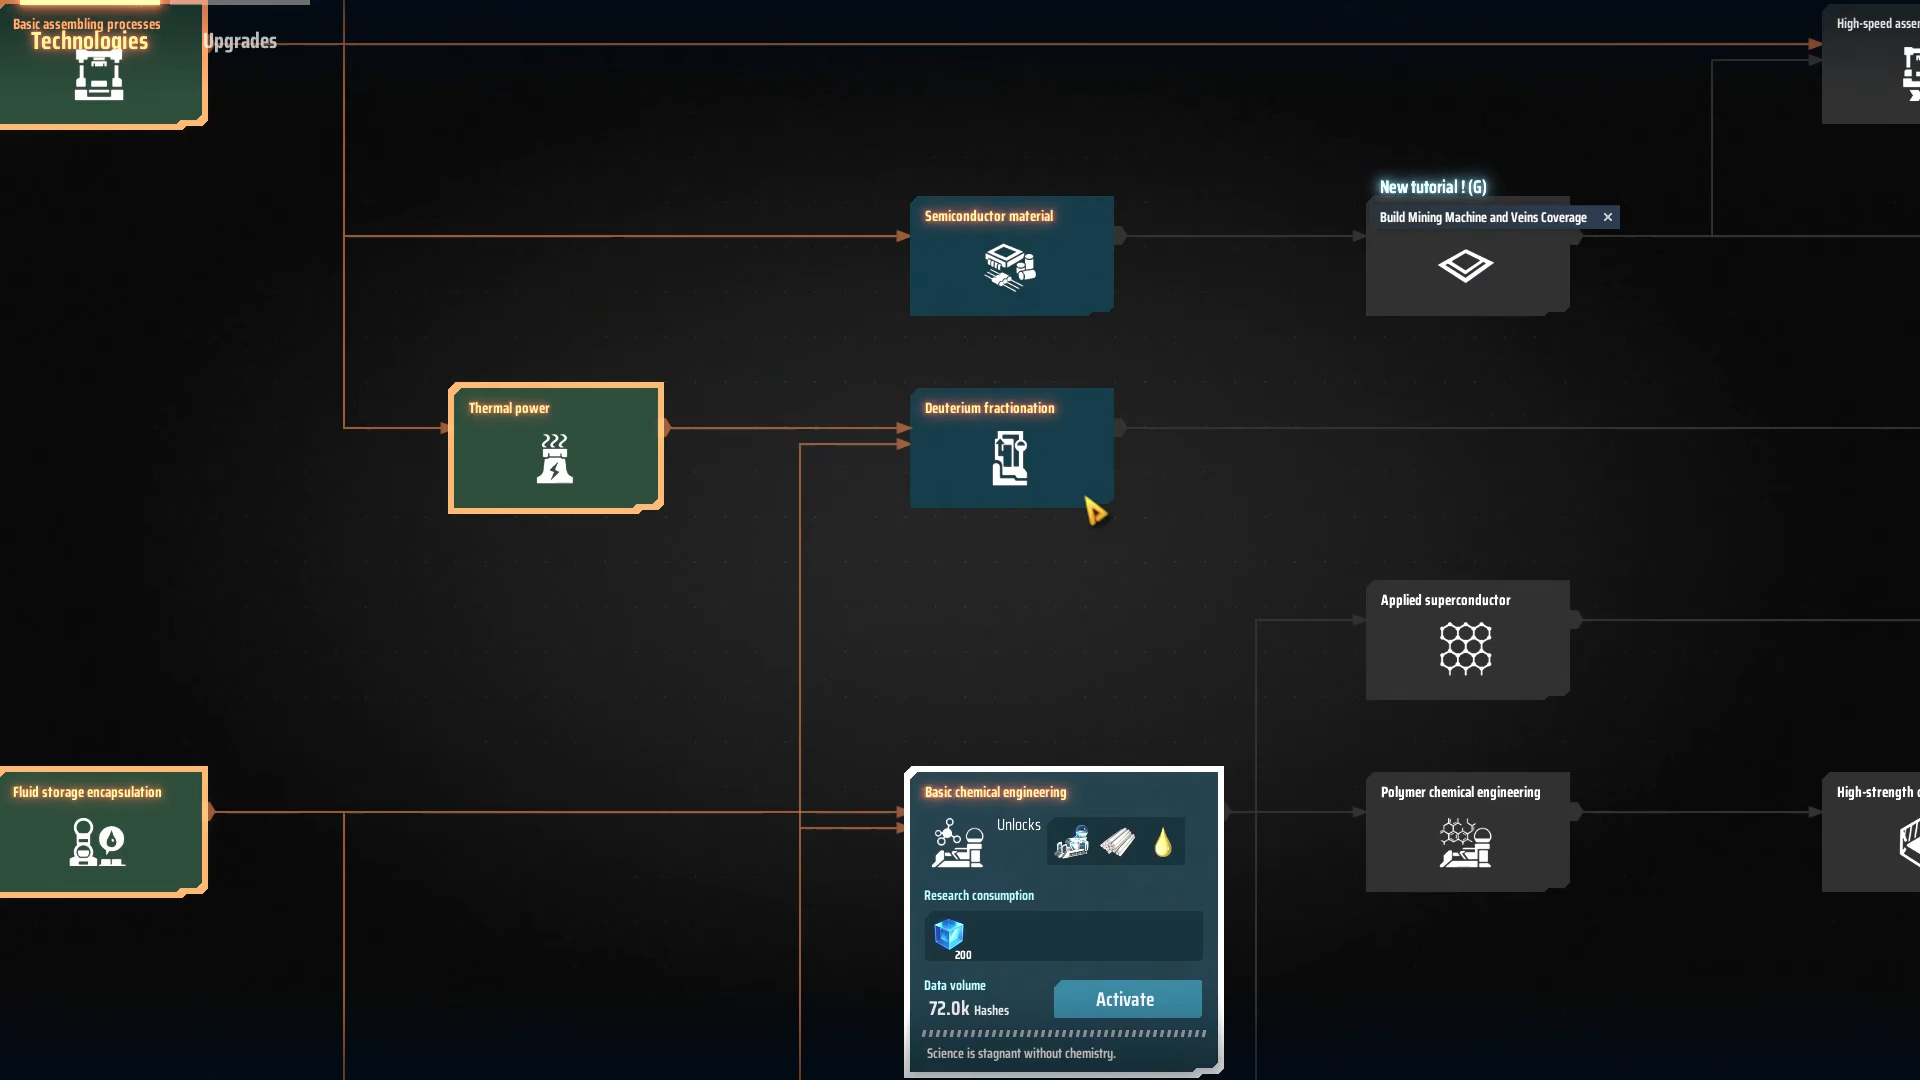 Basic assembling processes
Technologies
Upgrades
High-speed asse
Semiconductor material
New tutorial ! (G)
Build Mining Machine and Veins Coverage
Thermal power
Deuterium fractionation
Applied superconductor
Fluid storage encapsulation
Basic chemical engineering
Unlocks
Research consumption
200
Data volume
72.0k Hashes
Activate
Science is stagnant without chemistry.
Polymer chemical engineering
High-strength